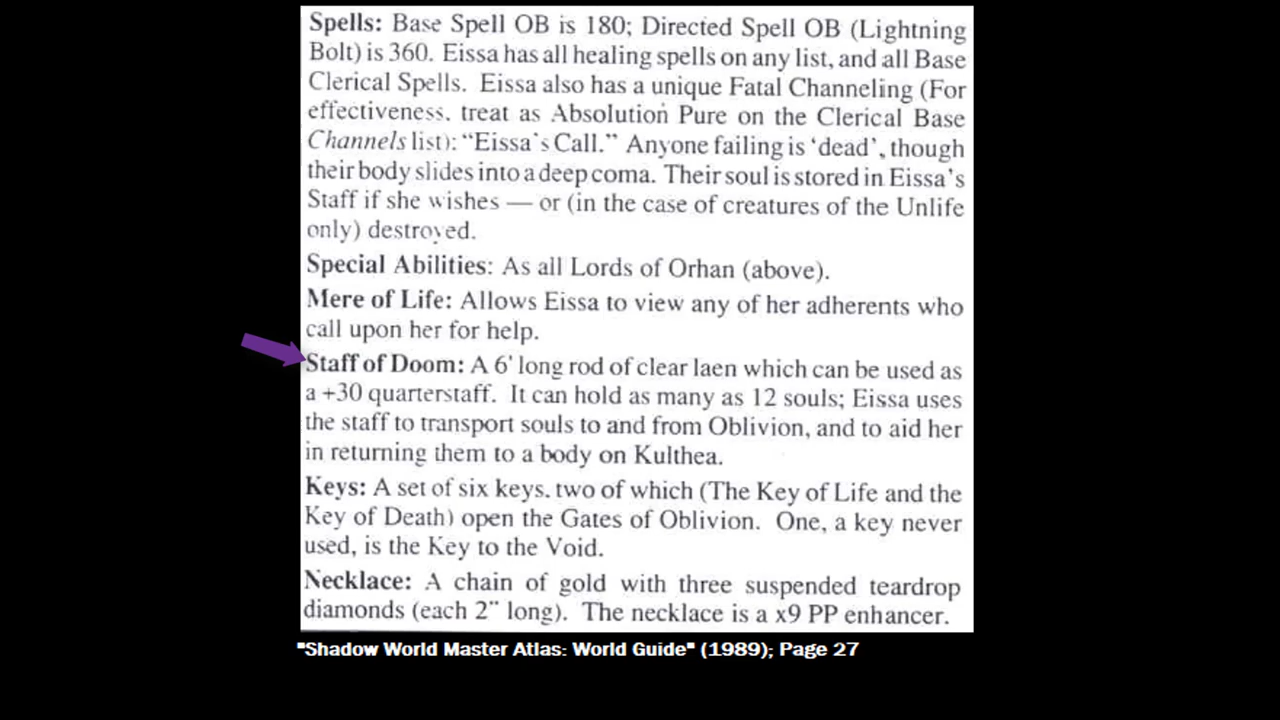 Spells: Base Spell OB is 180; Directed Spell OB (Lightning
Bolt) is 360. Eissa has all healing spells on any list, and all Base
Clerical Spells. Eissa also has a unique Fatal Channeling (For
effectiveness, treat as Absolution Pure on the Clerical Base
Channels list): “Eissa's Call.” Anyone failing is ‘dead’, though
their body slides into a deep coma. Their soul is stored in Eissa's
Staff if she wishes — or (in the case of creatures of the Unlife
only) destroyed.
Special Abilities: As all Lords of Orhan (above).
Mere of Life: Allows Eissa to view any of her adherents who
call upon her for help.
Staff of Doom: A 6' long rod of clear laen which can be used as
a +30 quarterstaff. It can hold as many as 12 souls; Eissa uses
the staff to transport souls to and from Oblivion, and to aid her
in returning them to a body on Kulthea.
Keys: A set of six keys, two of which (The Key of Life and the
Key of Death) open the Gates of Oblivion. One, a key never
used, is the Key to the Void.
Necklace: A chain of gold with three suspended teardrop
diamonds (each 2" long). The necklace is a x9 PP enhancer.
"Shadow World Master Atlas: World Guide" (1989); Page 27